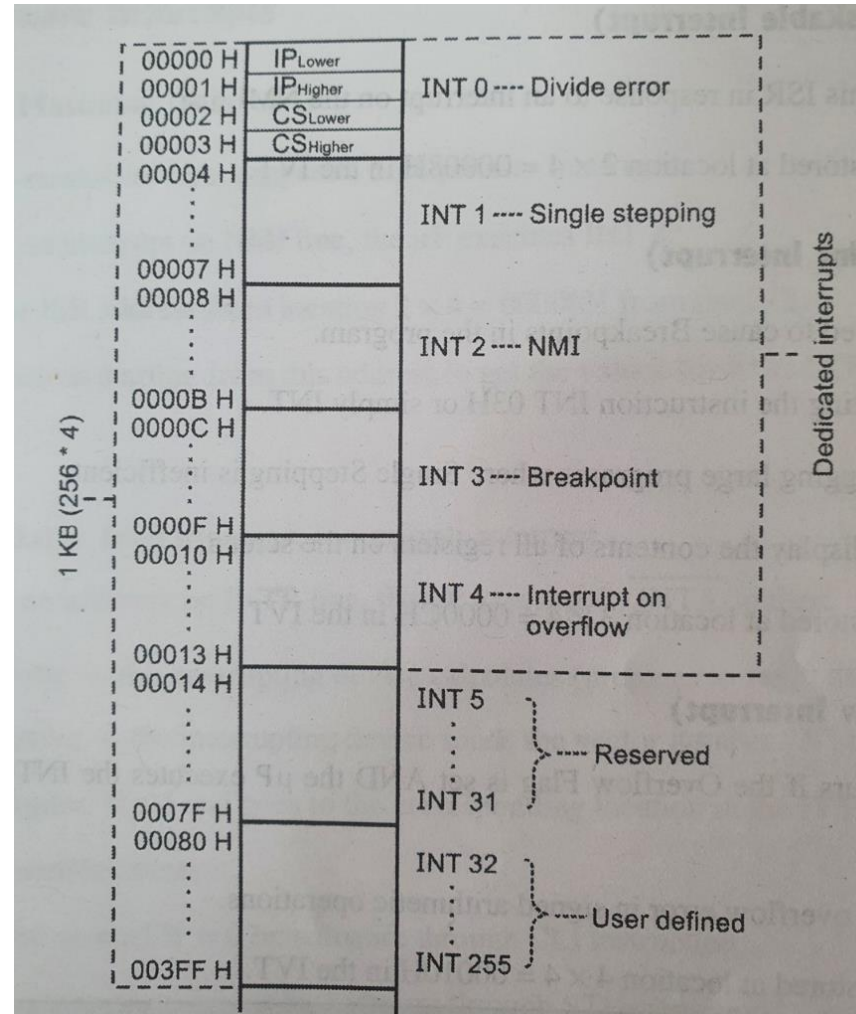 00000 H IPLower
00001 H IPHigher INT 0 ---- Divide error
00002 H CSLower
00003 H CSHigher
00004 H
INT 1 ---- Single stepping
00007 H
00008 H
INT 2 ---- NMI
0000B H
0000C H
INT 3 ---- Breakpoint
0000F H
00010 H
INT 4 ---- Interrupt on
overflow
00013 H
00014 H
INT 5
Reserved
INT 31
0007F H
00080 H
INT 32
User defined
INT 255
003FF H
1 KB (256 * 4)
Dedicated interrupts